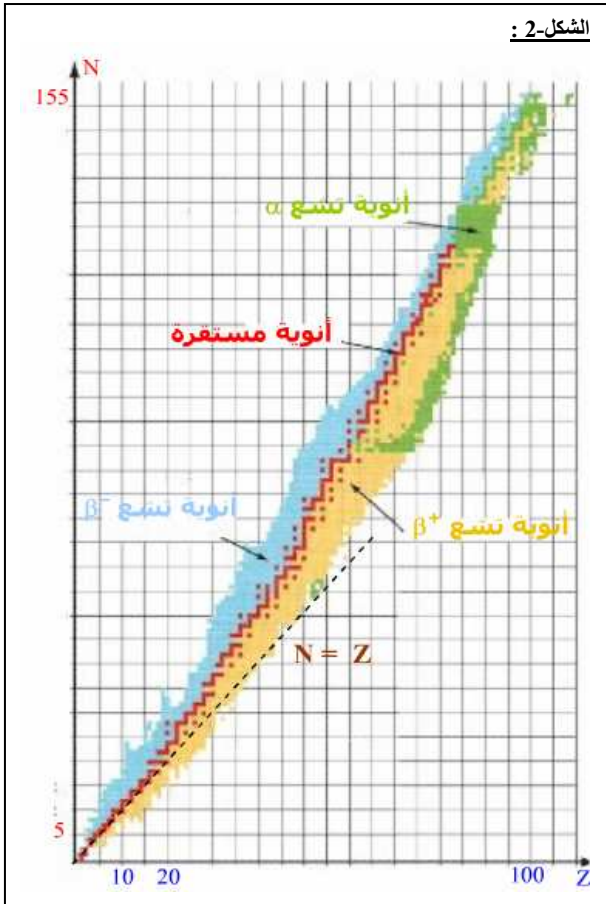 الشكل-2 :
N
155
أنوية تشع α
أنوية مستقرة
أنوية تشع β⁻
أنوية تشع β⁺
N = Z
5
10 20 100 Z